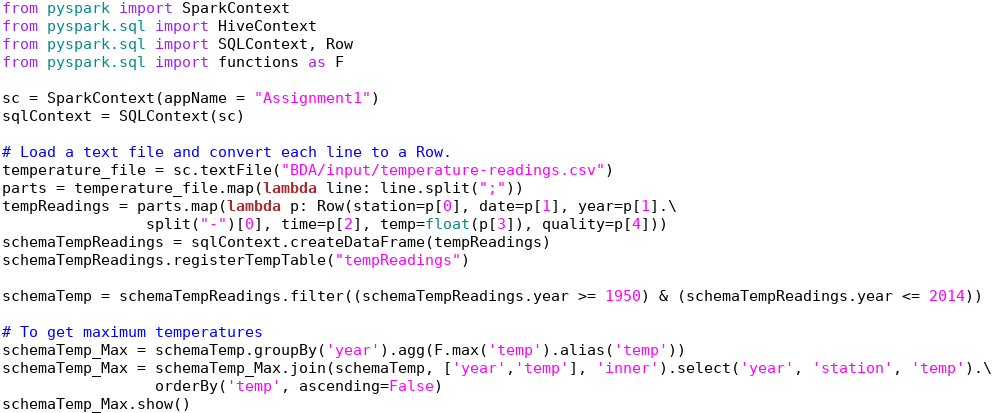 from pyspark import SparkContext
from pyspark.sql import HiveContext
from pyspark.sql import SQLContext, Row
from pyspark.sql import functions as F

sc = SparkContext(appName = "Assignment1")
sqlContext = SQLContext(sc)

# Load a text file and convert each line to a Row.
temperature_file = sc.textFile("BDA/input/temperature-readings.csv")
parts = temperature_file.map(lambda line: line.split(";"))
tempReadings = parts.map(lambda p: Row(station=p[0], date=p[1], year=p[1].\
                split("-")[0], time=p[2], temp=float(p[3]), quality=p[4]))
schemaTempReadings = sqlContext.createDataFrame(tempReadings)
schemaTempReadings.registerTempTable("tempReadings")

schemaTemp = schemaTempReadings.filter((schemaTempReadings.year >= 1950) & (schemaTempReadings.year <= 2014))

# To get maximum temperatures
schemaTemp_Max = schemaTemp.groupBy('year').agg(F.max('temp').alias('temp'))
schemaTemp_Max = schemaTemp_Max.join(schemaTemp, ['year','temp'], 'inner').select('year', 'station', 'temp').\
                 orderBy('temp', ascending=False)
schemaTemp_Max.show()